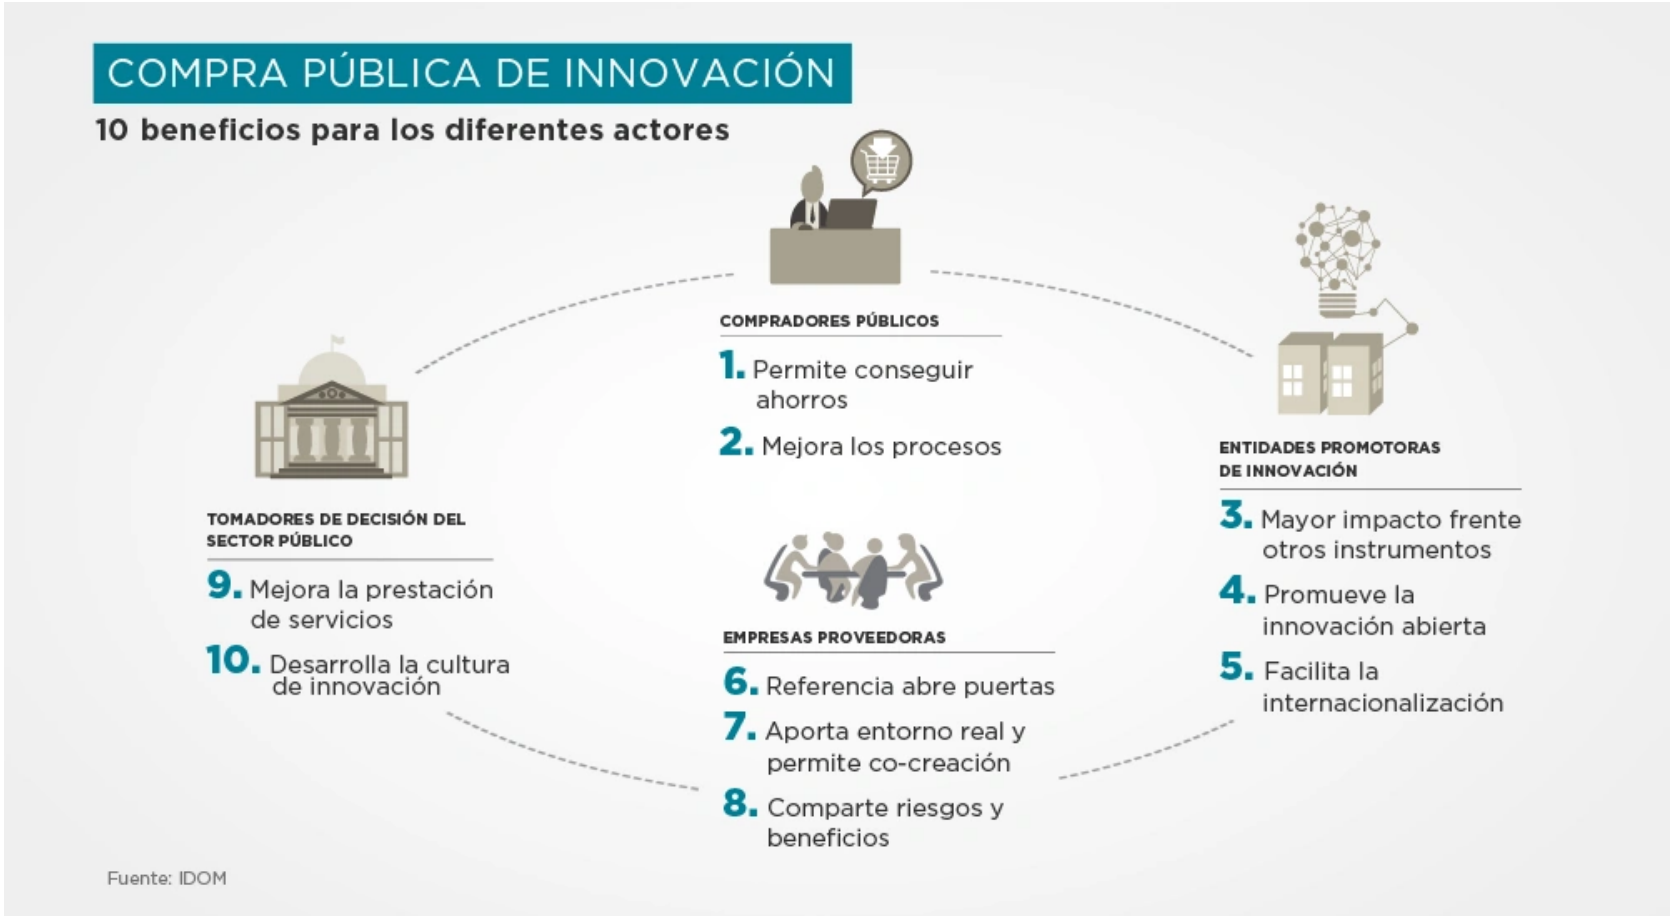 COMPRA PÚBLICA DE INNOVACIÓN
10 beneficios para los diferentes actores
COMPRADORES PÚBLICOS
1. Permite conseguir
ahorros
2. Mejora los procesos
ENTIDADES PROMOTORAS
DE INNOVACIÓN
3. Mayor impacto frente
otros instrumentos
4. Promueve la
innovación abierta
5. Facilita la
internacionalización
EMPRESAS PROVEEDORAS
6. Referencia abre puertas
7. Aporta entorno real y
permite co-creación
8. Comparte riesgos y
beneficios
TOMADORES DE DECISIÓN DEL
SECTOR PÚBLICO
9. Mejora la prestación
de servicios
10. Desarrolla la cultura
de innovación
Fuente: IDOM